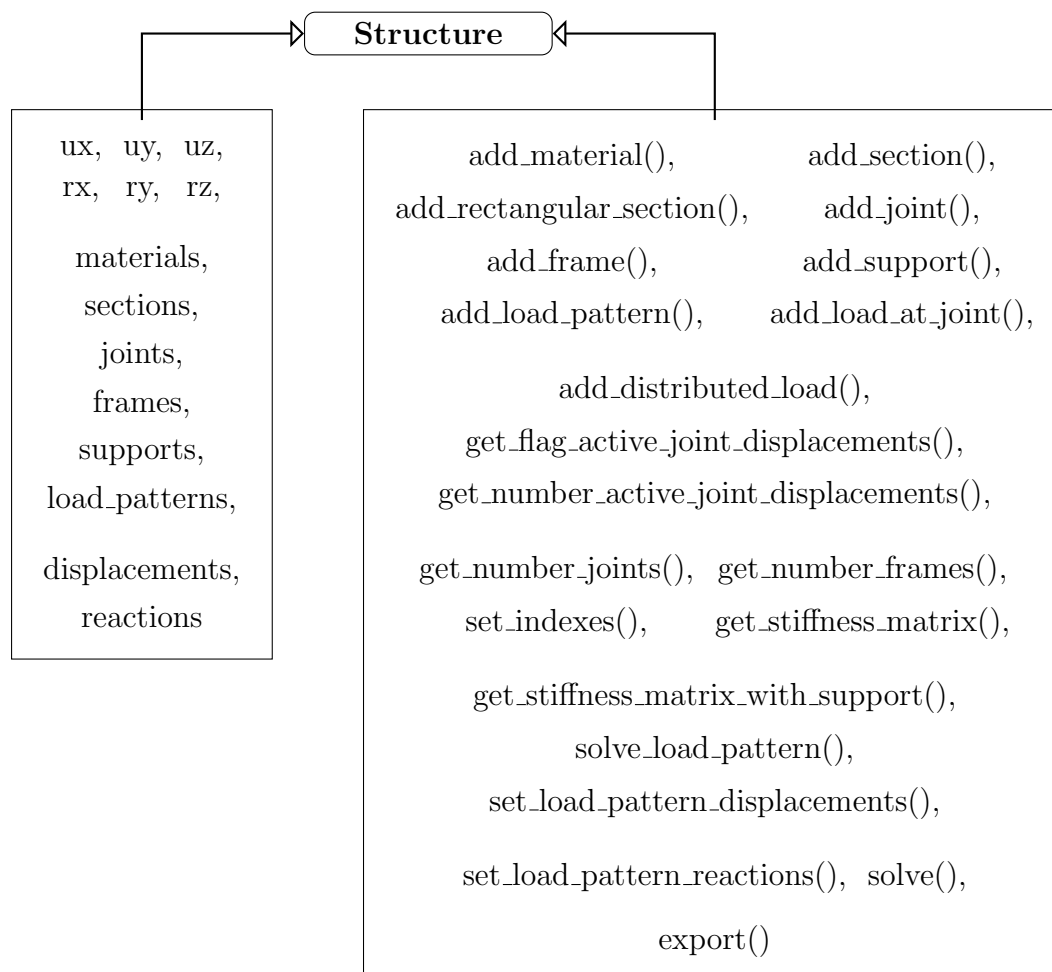 Structure
ux, uy, uz,
rx, ry, rz,
materials,
sections,
joints,
frames,
supports,
load_patterns,
displacements,
reactions
add_material(), add_section(),
add_rectangular_section(), add_joint(),
add_frame(), add_support(),
add_load_pattern(), add_load_at_joint(),
add_distributed_load(),
get_flag_active_joint_displacements(),
get_number_active_joint_displacements(),
get_number_joints(), get_number_frames(),
set_indexes(), get_stiffness_matrix(),
get_stiffness_matrix_with_support(),
solve_load_pattern(),
set_load_pattern_displacements(),
set_load_pattern_reactions(), solve(),
export()